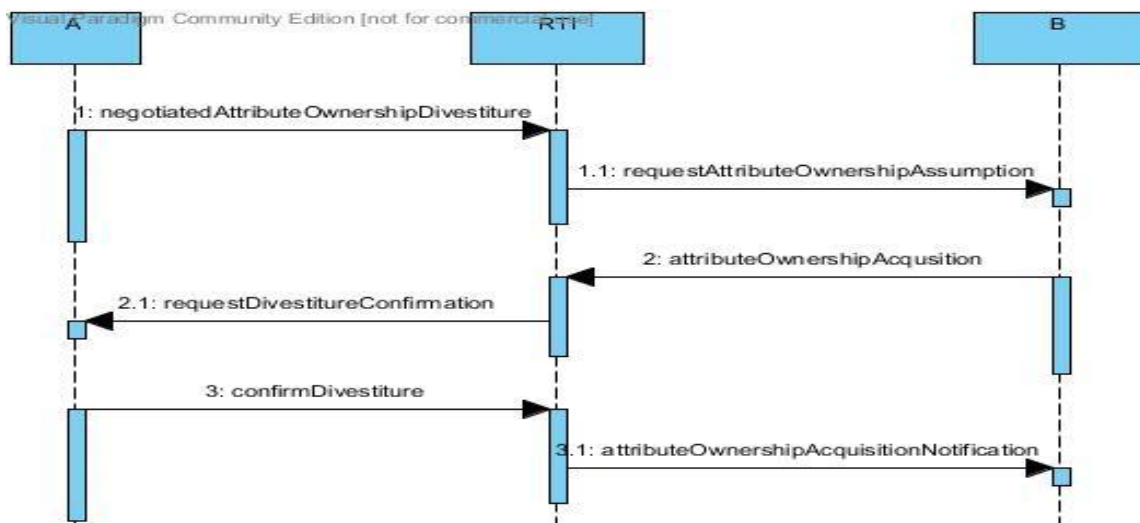 Visual Paradigm Community Edition [not for commercial use]
A
RTI
B
1: negotiatedAttributeOwnershipDivestiture
1.1: requestAttributeOwnershipAssumption
2: attributeOwnershipAcqusition
2.1: requestDivestitureConfirmation
3: confirmDivestiture
3.1: attributeOwnershipAcquisitionNotification